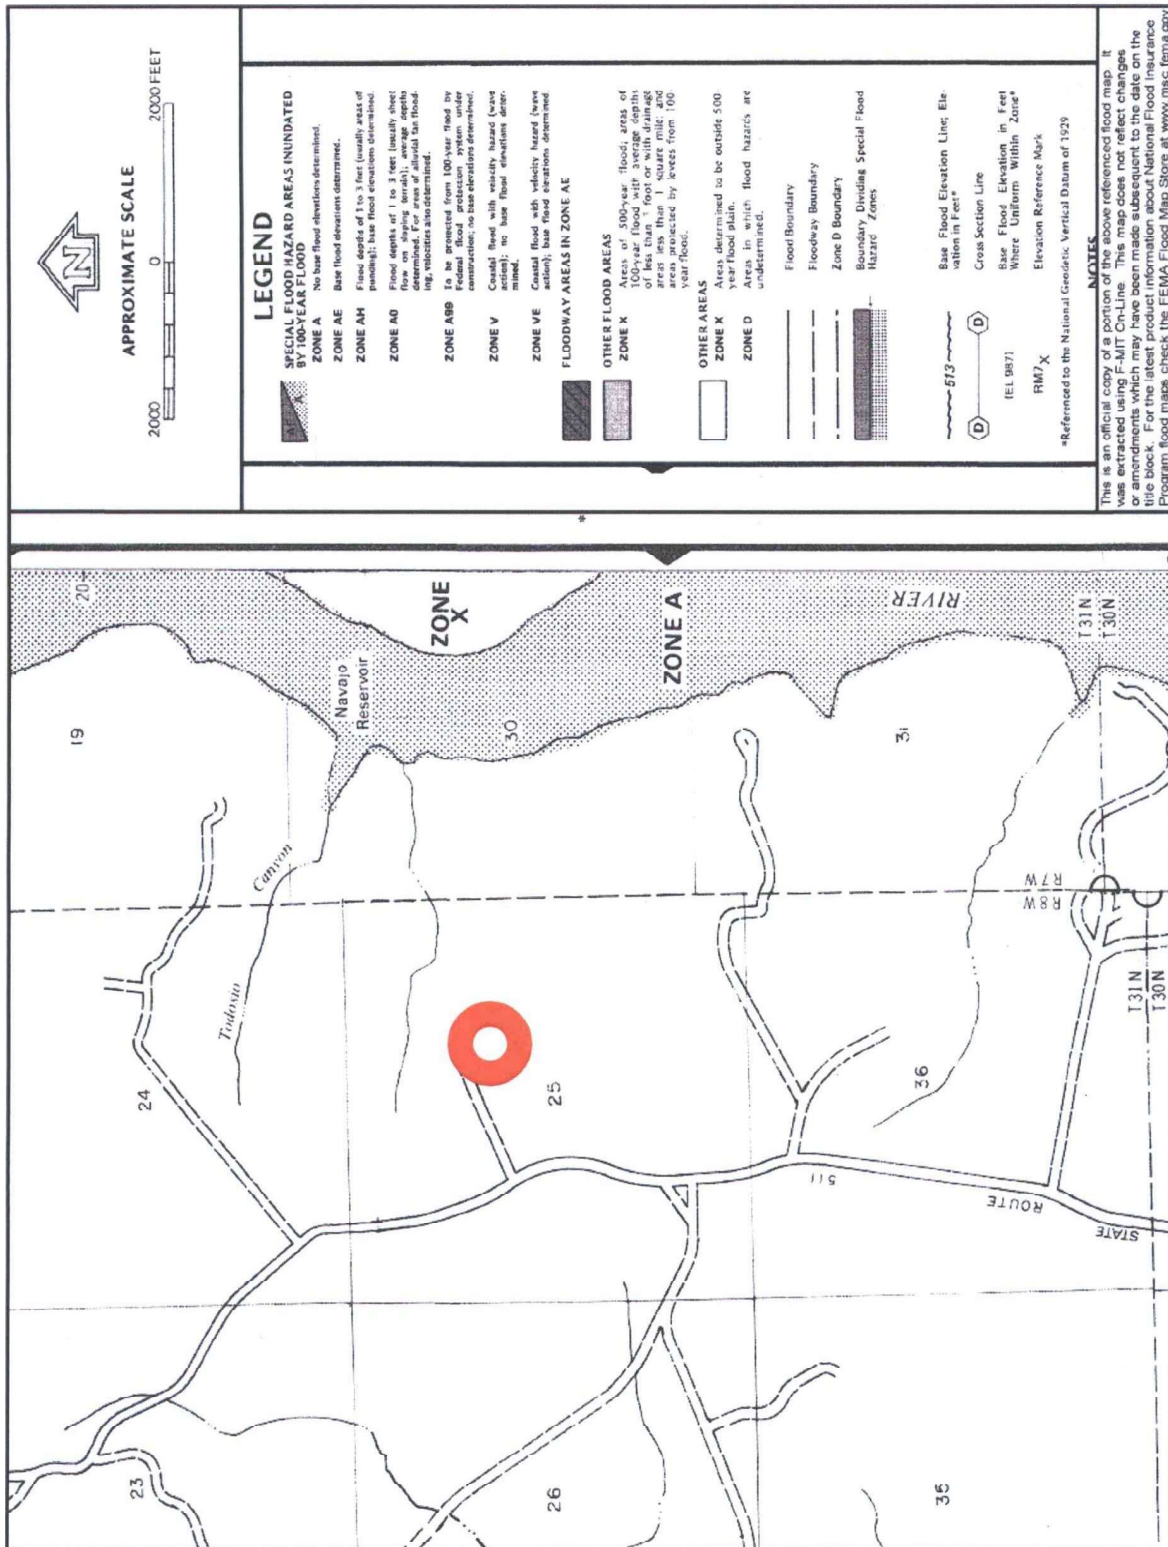 APPROXIMATE SCALE
2000 0 2000 FEET
LEGEND
SPECIAL FLOOD HAZARD AREAS INUNDATED
BY 100-YEAR FLOOD
ZONE A No base flood elevations determined.
ZONE AE Base flood elevations determined.
ZONE AH Flood depths of 1 to 3 feet (usually areas of
ponding); base flood elevations determined.
ZONE AO Flood depths of 1 to 3 feet (usually sheet
flow on sloping terrain); average depths
determined. For areas of alluvial fan flood-
ing, velocities also determined.
ZONE A99 To be protected from 100-year flood by
Federal flood protection system under
construction; no base elevations determined.
ZONE V Coastal flood with velocity hazard (wave
action); no base flood elevations deter-
mined.
ZONE VE Coastal flood with velocity hazard (wave
action); base flood elevations determined.
FLOODWAY AREAS IN ZONE AE
OTHER FLOOD AREAS
ZONE X Areas of 500-year flood; areas of
100-year flood with average depths
of less than 1 foot or with drainage
areas less than 1 square mile; and
areas protected by levees from 100-
year flood.
OTHER AREAS
ZONE X Areas determined to be outside 500-
year flood plain.
ZONE D Areas in which flood hazards are
undetermined.
Flood Boundary
Floodway Boundary
Zone D Boundary
Boundary Dividing Special Flood
Hazard Zones
513 Base Flood Elevation Line; Ele-
vation in Feet*
D D Cross Section Line
(EL 987) Base Flood Elevation in Feet
Where Uniform Within Zone*
RM7X Elevation Reference Mark
*Referenced to the National Geodetic Vertical Datum of 1929
NOTES
This is an official copy of a portion of the above referenced flood map. It
was extracted using F-MIT On-Line. This map does not reflect changes
or amendments which may have been made subsequent to the date on the
title block. For the latest product information about National Flood Insurance
Program flood maps check the FEMA Flood Map Store at www.msc.fema.gov
*
20
19
Navajo
Reservoir
ZONE
X
30
ZONE A
RIVER
31
T31N
T30N
Canyon
Todosio
R7W
R8W
24
25
36
T31N
T30N
511
ROUTE
STATE
23
26
35